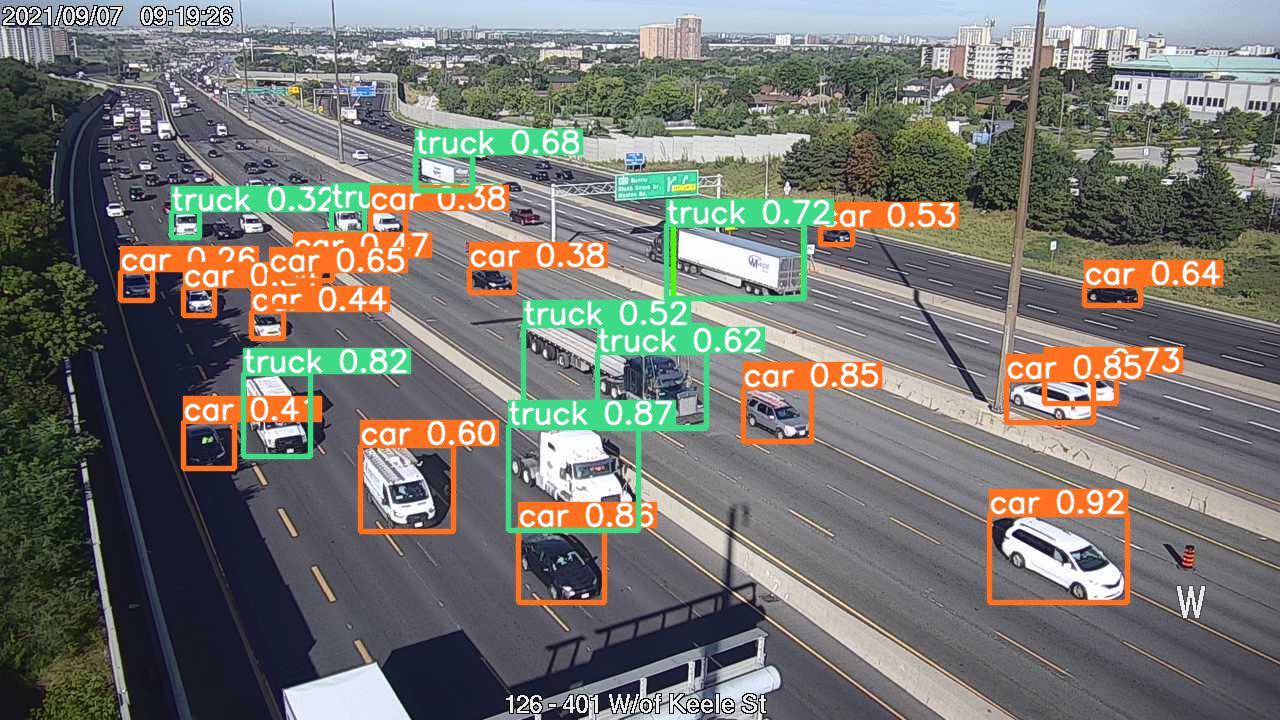 2021/09/07 09:19:26
truck 0.68
truck 0.32
tru
car 0.38
truck 0.72
car 0.53
car 0.26
car 0.65
car 0.38
car 0.64
car 0.44
truck 0.52
truck 0.62
truck 0.82
car 0.85
car 0.85
0.73
car 0.41
truck 0.87
car 0.60
car 0.86
car 0.92
W
126 - 401 W/of Keele St